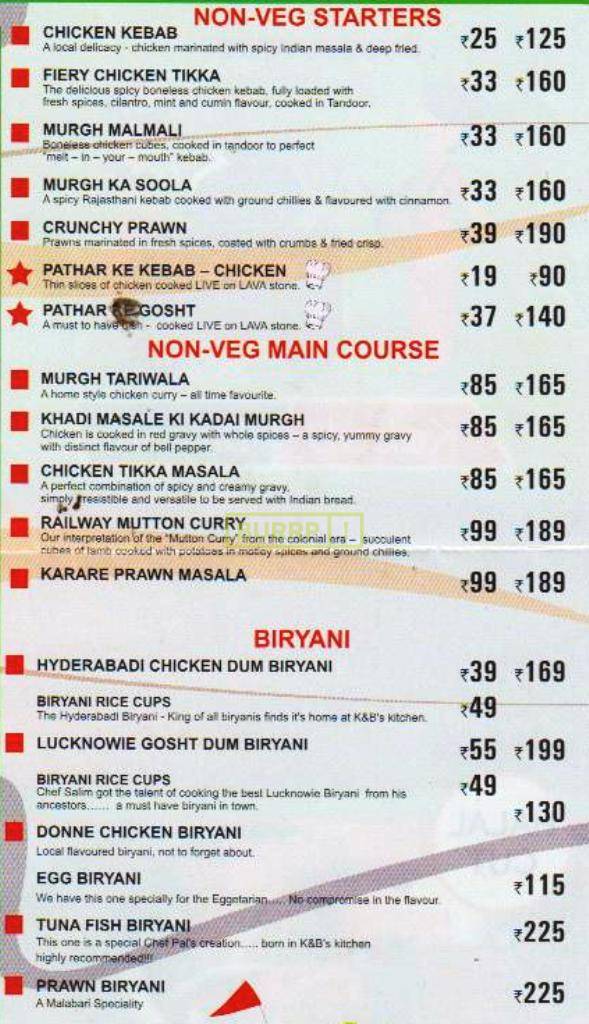 NON-VEG STARTERS
CHICKEN KEBAB ₹25 ₹125
A local delicacy - chicken marinated with spicy Indian masala & deep fried.
FIERY CHICKEN TIKKA ₹33 ₹160
The delicious spicy boneless chicken kebab, fully loaded with
fresh spices, cilantro, mint and cumin flavour, cooked in Tandoor.
MURGH MALMALI ₹33 ₹160
Boneless chicken cubes, cooked in tandoor to perfect
"melt – in – your – mouth" kebab.
MURGH KA SOOLA ₹33 ₹160
A spicy Rajasthani kebab cooked with ground chillies & flavoured with cinnamon.
CRUNCHY PRAWN ₹39 ₹190
Prawns marinated in fresh spices, coated with crumbs & fried crisp.
PATHAR KE KEBAB – CHICKEN ₹19 ₹90
Thin slices of chicken cooked LIVE on LAVA stone.
PATHAR KE GOSHT ₹37 ₹140
A must to have dish - cooked LIVE on LAVA stone.
NON-VEG MAIN COURSE
MURGH TARIWALA ₹85 ₹165
A home style chicken curry – all time favourite.
KHADI MASALE KI KADAI MURGH ₹85 ₹165
Chicken is cooked in red gravy with whole spices – a spicy, yummy gravy
with distinct flavour of bell pepper.
CHICKEN TIKKA MASALA ₹85 ₹165
A perfect combination of spicy and creamy gravy,
simply irresistible and versatile to be served with Indian bread.
RAILWAY MUTTON CURRY ₹99 ₹189
BURRP!
Our interpretation of the "Mutton Curry" from the colonial era – succulent
cubes of lamb cooked with potatoes in motley spices and ground chillies.
KARARE PRAWN MASALA ₹99 ₹189
BIRYANI
HYDERABADI CHICKEN DUM BIRYANI ₹39 ₹169
BIRYANI RICE CUPS ₹49
The Hyderabadi Biryani - King of all biryanis finds it's home at K&B's kitchen.
LUCKNOWIE GOSHT DUM BIRYANI ₹55 ₹199
BIRYANI RICE CUPS ₹49
Chef Salim got the talent of cooking the best Lucknowie Biryani from his
ancestors...... a must have biryani in town.
₹130
DONNE CHICKEN BIRYANI
Local flavoured biryani, not to forget about.
EGG BIRYANI ₹115
We have this one specially for the Eggetarian.... No compromise in the flavour.
TUNA FISH BIRYANI ₹225
This one is a special Chef Pal's creation..... born in K&B's kitchen
highly recommended!!!
PRAWN BIRYANI ₹225
A Malabari Speciality